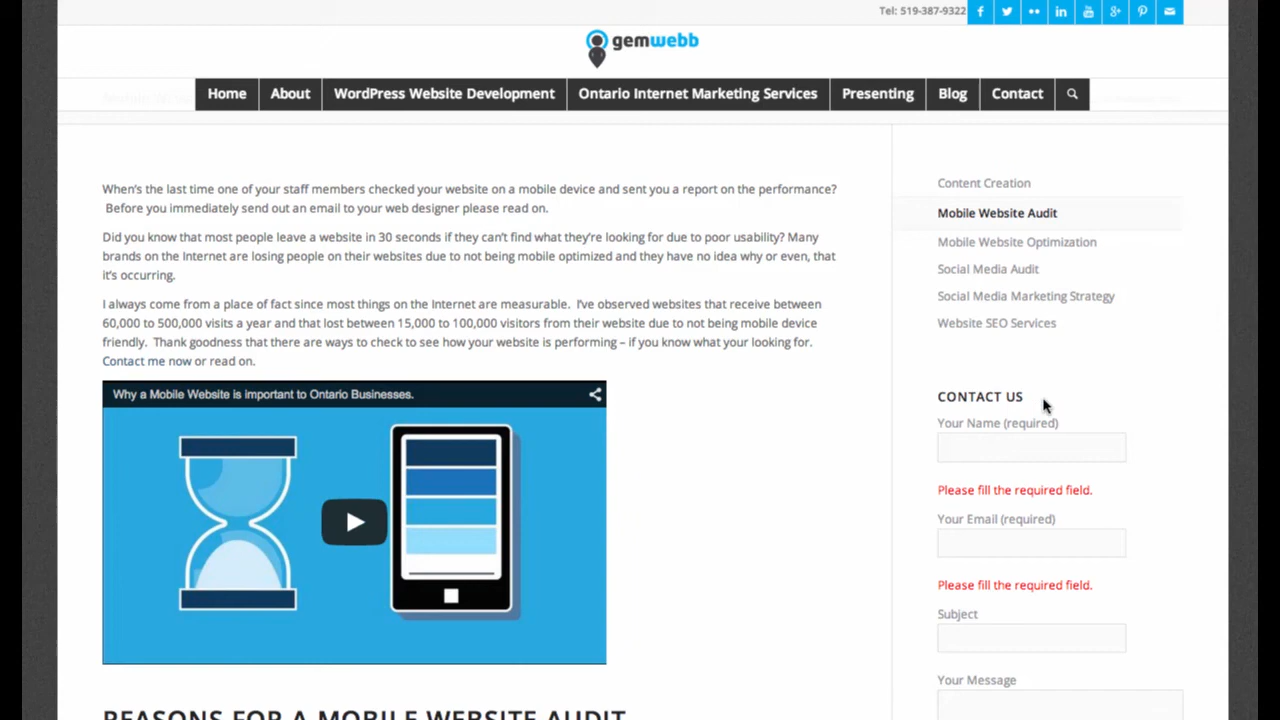 Tel: 519-387-9322
gemwebb
Home About WordPress Website Development Ontario Internet Marketing Services Presenting Blog Contact
When's the last time one of your staff members checked your website on a mobile device and sent you a report on the performance?
Before you immediately send out an email to your web designer please read on.
Did you know that most people leave a website in 30 seconds if they can't find what they're looking for due to poor usability? Many
brands on the Internet are losing people on their websites due to not being mobile optimized and they have no idea why or even, that
it's occurring.
I always come from a place of fact since most things on the Internet are measurable. I've observed websites that receive between
60,000 to 500,000 visits a year and that lost between 15,000 to 100,000 visitors from their website due to not being mobile device
friendly. Thank goodness that there are ways to check to see how your website is performing – if you know what your looking for.
Contact me now or read on.
Why a Mobile Website is important to Ontario Businesses.
REASONS FOR A MOBILE WEBSITE AUDIT
Content Creation
Mobile Website Audit
Mobile Website Optimization
Social Media Audit
Social Media Marketing Strategy
Website SEO Services
CONTACT US
Your Name (required)
Please fill the required field.
Your Email (required)
Please fill the required field.
Subject
Your Message